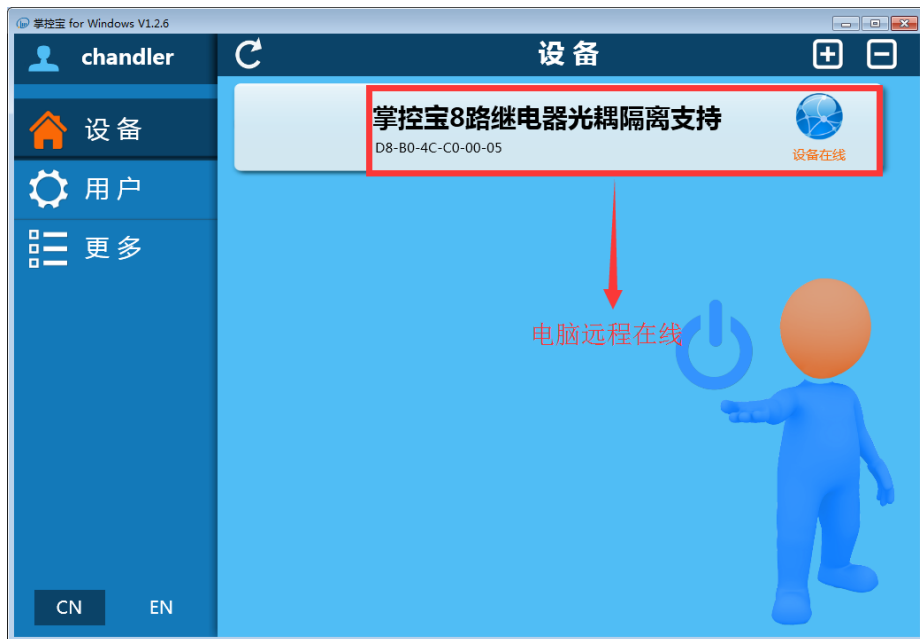 掌控宝 for Windows V1.2.6
chandler
设备
设备
用户
更多
掌控宝8路继电器光耦隔离支持
D8-B0-4C-C0-00-05
设备在线
电脑远程在线
CN
EN